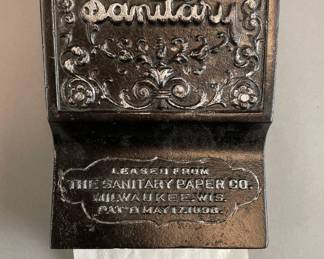 Sanitary
LEASED FROM
THE SANITARY PAPER CO.
MILWAUKEE, WIS.
PAT'D MAY 17, 1898.